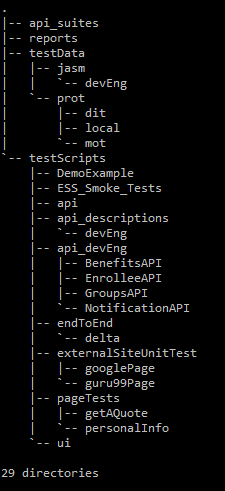 .
|-- api_suites
|-- reports
|-- testData
|   |-- jasm
|   |   `-- devEng
|   `-- prot
|       |-- dit
|       |-- local
|       `-- mot
`-- testScripts
    |-- DemoExample
    |-- ESS_Smoke_Tests
    |-- api
    |-- api_descriptions
    |   `-- devEng
    |-- api_devEng
    |   |-- BenefitsAPI
    |   |-- EnrolleeAPI
    |   |-- GroupsAPI
    |   `-- NotificationAPI
    |-- endToEnd
    |   `-- delta
    |-- externalSiteUnitTest
    |   |-- googlePage
    |   `-- guru99Page
    |-- pageTests
    |   |-- getAQuote
    |   `-- personalInfo
    `-- ui

29 directories